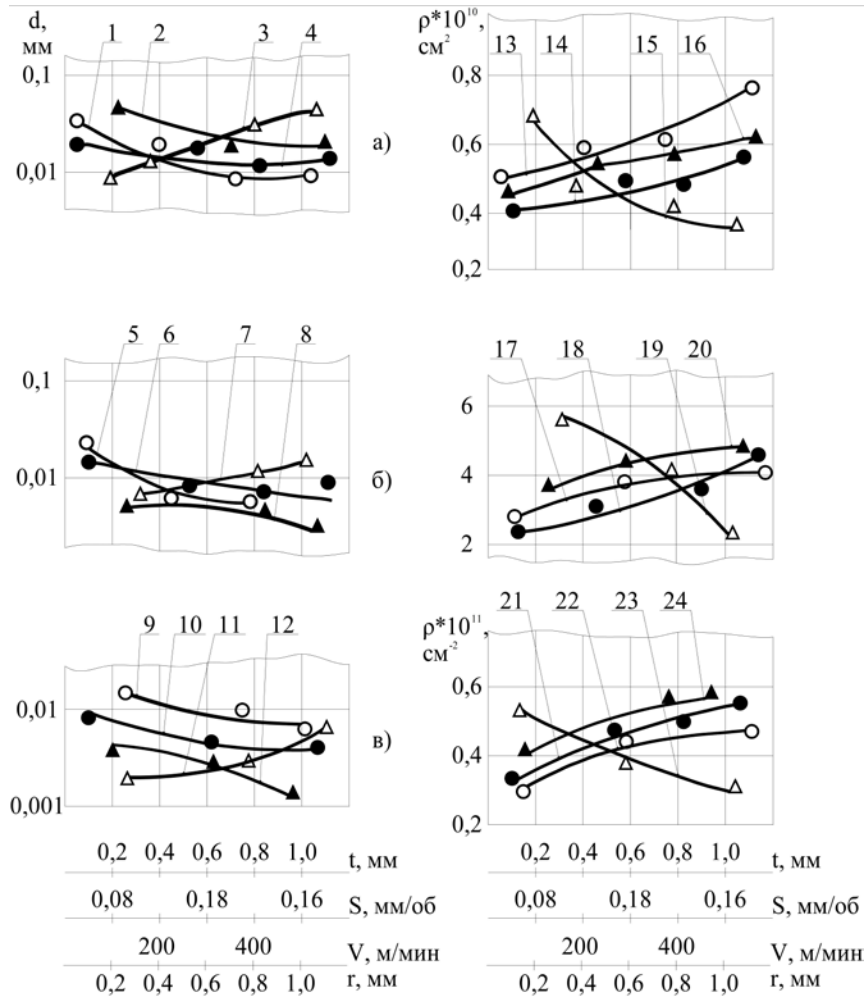 d,
мм
1
2
3
4
0,1
0,01
а)
ρ*10¹⁰,
см²
13
14
15
16
0,8
0,6
0,4
0,2
5
6
7
8
0,1
0,01
б)
17
18
19
20
6
4
2
9
10
11
12
0,01
0,001
в)
ρ*10¹¹,
см⁻²
21
22
23
24
0,6
0,4
0,2
0,2 0,4 0,6 0,8 1,0 t, мм
0,08 0,18 0,16 S, мм/об
200 400 V, м/мин
0,2 0,4 0,6 0,8 1,0 r, мм
0,2 0,4 0,6 0,8 1,0 t, мм
0,08 0,18 0,16 S, мм/об
200 400 V, м/мин
0,2 0,4 0,6 0,8 1,0 r, мм